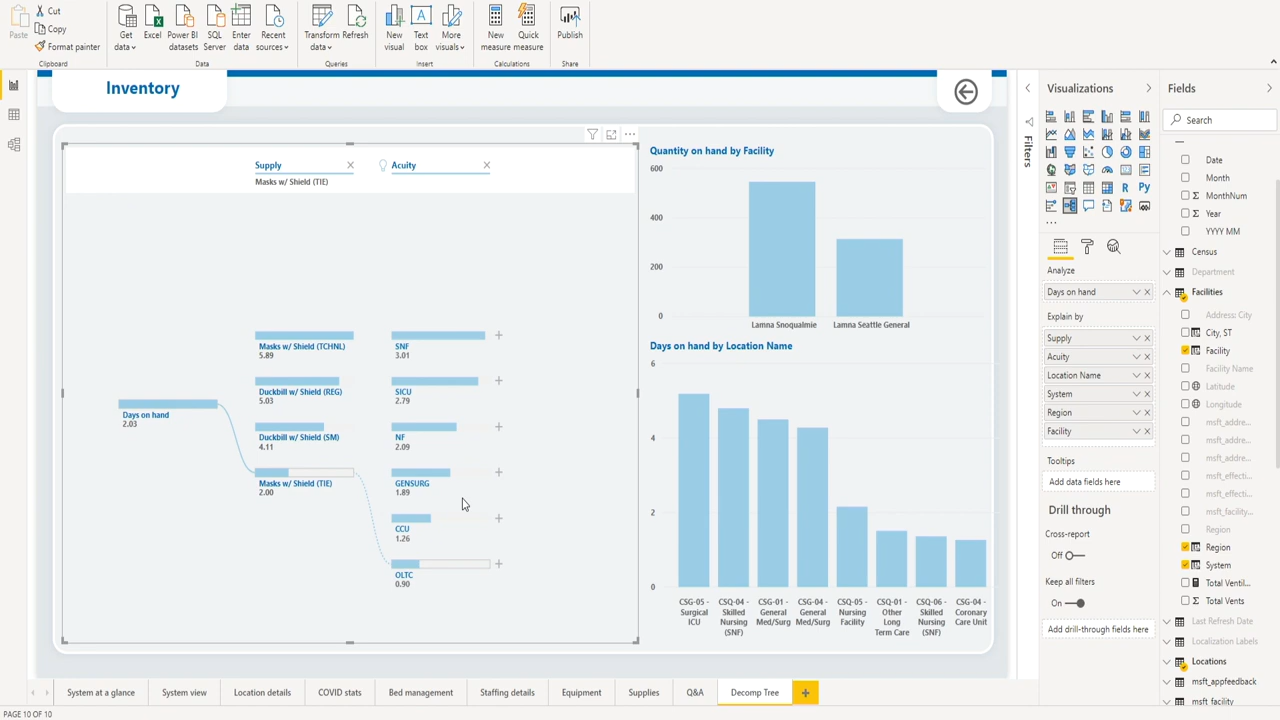 Paste
Cut
Copy
Format painter
Get data
Excel
Power BI datasets
SQL Server
Enter data
Recent sources
Transform data
Refresh
New visual
Text box
More visuals
New measure
Quick measure
Publish
Clipboard
Data
Queries
Insert
Calculations
Share
Inventory
Supply
Masks w/ Shield (TIE)
Acuity
Days on hand
2.03
Masks w/ Shield (TCHNL)
5.89
Duckbill w/ Shield (REG)
5.03
Duckbill w/ Shield (SM)
4.11
Masks w/ Shield (TIE)
2.00
SNF
3.01
SICU
2.79
NF
2.09
GENSURG
1.89
CCU
1.26
OLTC
0.90
Quantity on hand by Facility
600
400
200
0
Lamna Snoqualmie
Lamna Seattle General
Days on hand by Location Name
6
4
2
0
CSG-05 - Surgical ICU
CSQ-04 - Skilled Nursing (SNF)
CSG-01 - General Med/Surg
CSG-04 - General Med/Surg
CSQ-05 - Nursing Facility
CSQ-01 - Other Long Term Care
CSQ-06 - Skilled Nursing (SNF)
CSG-04 - Coronary Care Unit
Filters
Visualizations
R
Py
Analyze
Days on hand
Explain by
Supply
Acuity
Location Name
System
Region
Facility
Tooltips
Add data fields here
Drill through
Cross-report
Off
Keep all filters
On
Add drill-through fields here
Fields
Search
Date
Month
MonthNum
Year
YYYY MM
Census
Department
Facilities
Address: City
City, ST
Facility
Facility Name
Latitude
Longitude
msft_addre...
msft_addre...
msft_addre...
msft_effecti...
msft_effecti...
msft_facility...
Region
Region
System
Total Ventil...
Total Vents
Last Refresh Date
Localization Labels
Locations
msft_appfeedback
msft_facility
System at a glance
System view
Location details
COVID stats
Bed management
Staffing details
Equipment
Supplies
Q&A
Decomp Tree
PAGE 10 OF 10